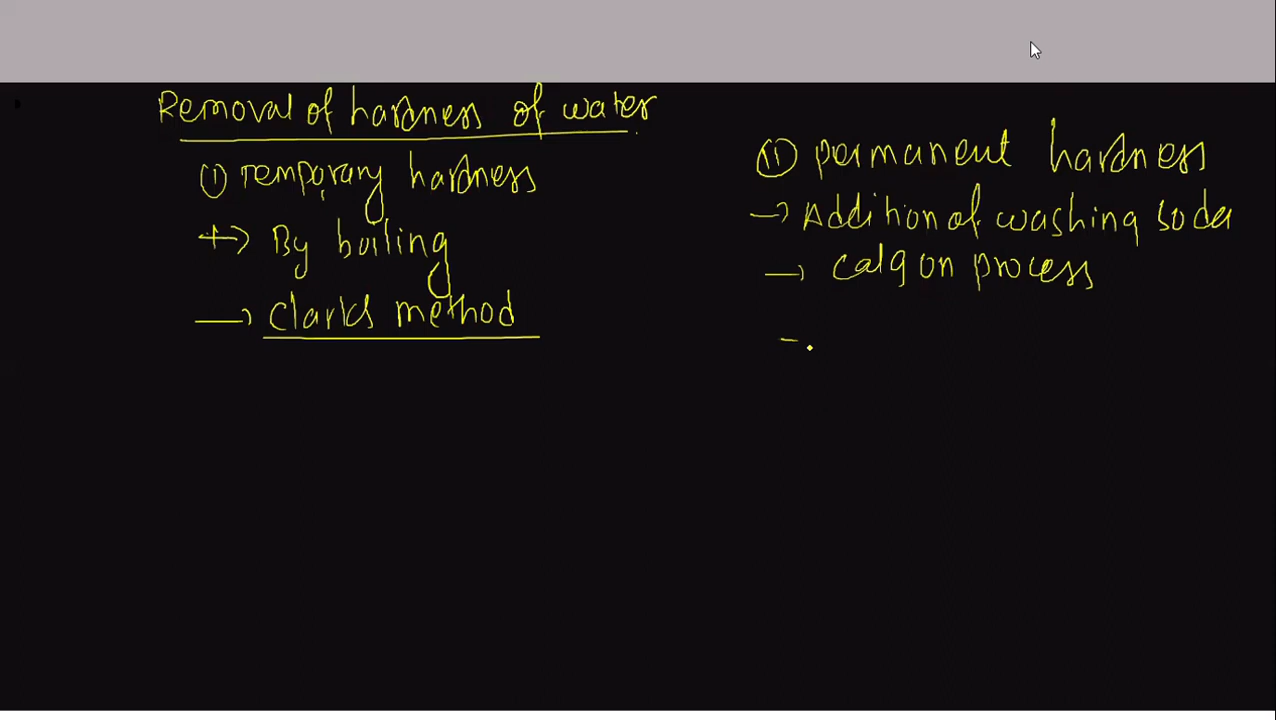 Removal of hardness of water
(i) Temporary hardness
→ By boiling
→ Clarks method
(ii) permanent hardness
→ Addition of washing soda
→ calgon process